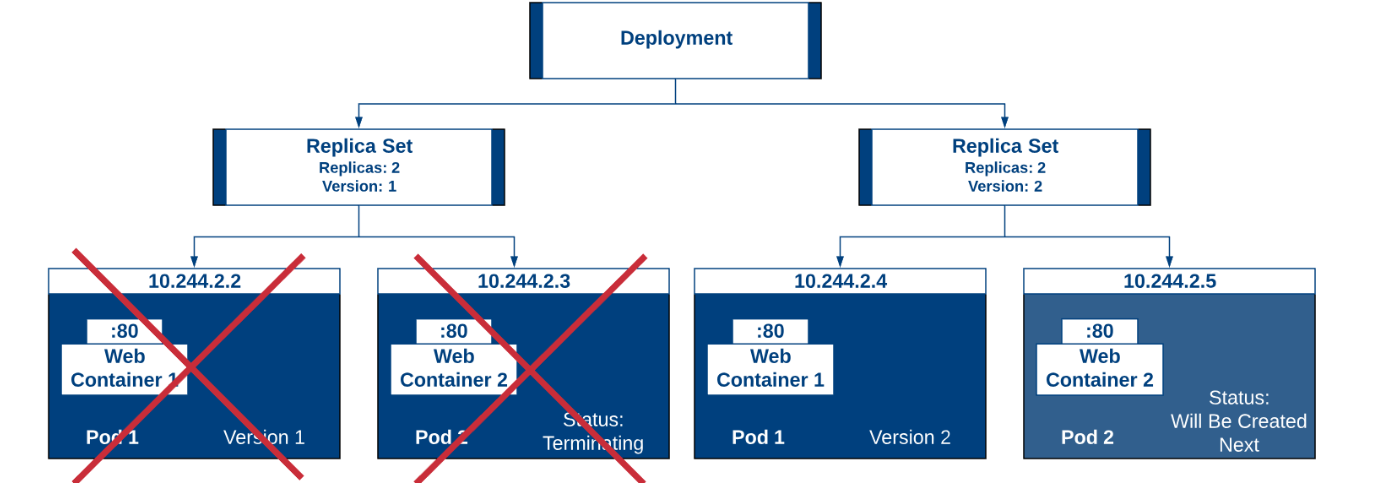 Deployment
Replica Set
Replicas: 2
Version: 1
Replica Set
Replicas: 2
Version: 2
10.244.2.2
:80
Web
Container 1
Pod 1
Version 1
10.244.2.3
:80
Web
Container 2
Pod 2
Status:
Terminating
10.244.2.4
:80
Web
Container 1
Pod 1
Version 2
10.244.2.5
:80
Web
Container 2
Pod 2
Status:
Will Be Created
Next